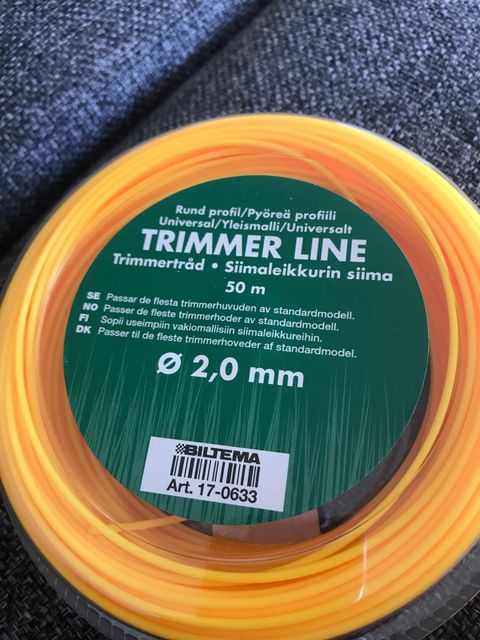 Rund profil/Pyöreä profiili
Universal/Yleismalli/Universalt
TRIMMER LINE
Trimmertråd • Siimaleikkurin siima
50 m
SE Passar de flesta trimmerhuvuden av standardmodell.
NO Passer de fleste trimmerhoder av standardmodell.
FI Sopii useimpiin vakiomallisiin siimaleikkureihin.
DK Passer til de fleste trimmerhoveder af standardmodel.
Ø 2,0 mm
BILTEMA
Art. 17-0633